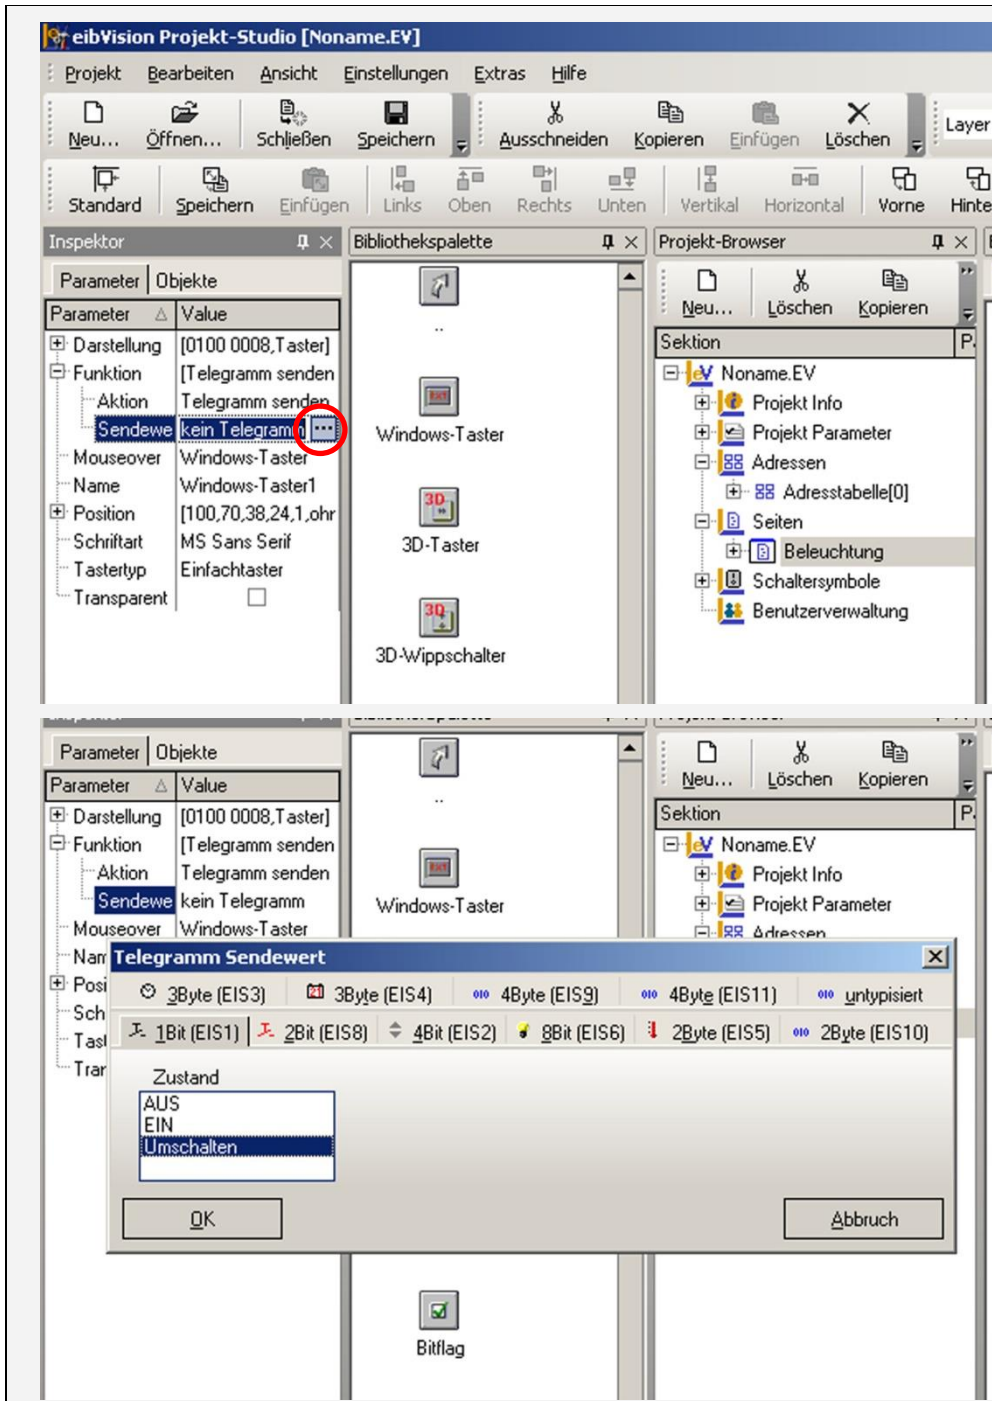 eibVision Projekt-Studio [Noname.EV]
Projekt Bearbeiten Ansicht Einstellungen Extras Hilfe
Neu... Öffnen... Schließen Speichern Ausschneiden Kopieren Einfügen Löschen Layer
Standard Speichern Einfügen Links Oben Rechts Unten Vertikal Horizontal Vorne Hinte
Inspektor Bibliothekspalette Projekt-Browser
Parameter Objekte
Neu... Löschen Kopieren
Parameter Value
..
Sektion P
Darstellung [0100 0008,Taster]
Noname.EV
Funktion [Telegramm senden
Projekt Info
Aktion Telegramm senden
Sendewe kein Telegramm ...
Windows-Taster
Projekt Parameter
Mouseover Windows-Taster
Adressen
Name Windows-Taster1
Adresstabelle[0]
Position [100,70,38,24,1,ohr
Seiten
Schriftart MS Sans Serif
3D-Taster
Beleuchtung
Tastertyp Einfachtaster
Schaltersymbole
Transparent
Benutzerverwaltung
3D-Wippschalter
Parameter Objekte
Neu... Löschen Kopieren
Parameter Value
..
Sektion P
Darstellung [0100 0008,Taster]
Noname.EV
Funktion [Telegramm senden
Projekt Info
Aktion Telegramm senden
Sendewe kein Telegramm
Windows-Taster
Projekt Parameter
Mouseover Windows-Taster
Adressen
Nam
Telegramm Sendewert
Posi
3Byte (EIS3) 3Byte (EIS4) 4Byte (EIS9) 4Byte (EIS11) untypisiert
Sch
Tast
1Bit (EIS1) 2Bit (EIS8) 4Bit (EIS2) 8Bit (EIS6) 2Byte (EIS5) 2Byte (EIS10)
Trar
Zustand
AUS
EIN
Umschalten
OK Abbruch
Bitflag